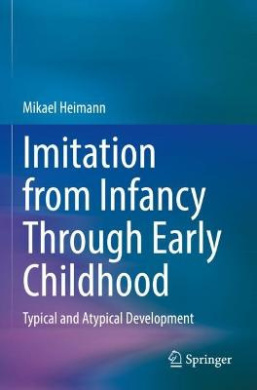 Mikael Heimann
Imitation
from Infancy
Through Early
Childhood
Typical and Atypical Development
Springer